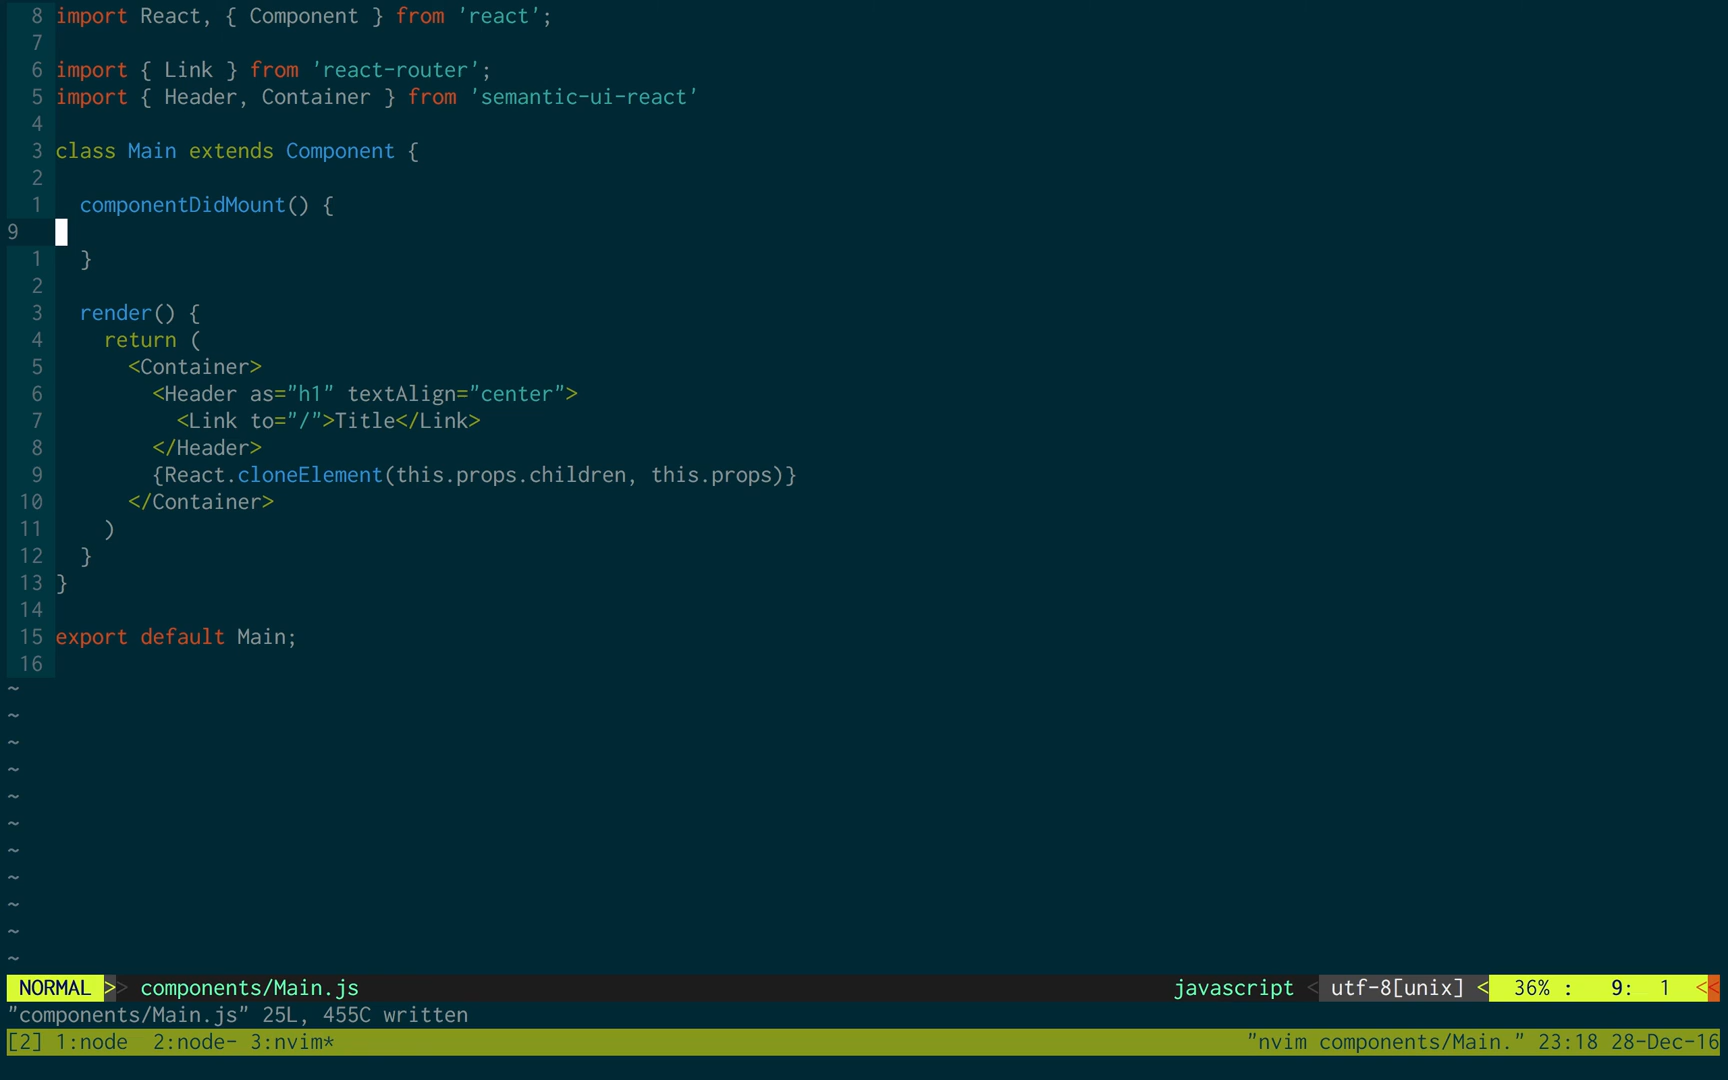 8 import React, { Component } from 'react';
7
6 import { Link } from 'react-router';
5 import { Header, Container } from 'semantic-ui-react'
4
3 class Main extends Component {
2
1   componentDidMount() {
9
1   }
2
3   render() {
4     return (
5       <Container>
6         <Header as="h1" textAlign="center">
7           <Link to="/">Title</Link>
8         </Header>
9         {React.cloneElement(this.props.children, this.props)}
10       </Container>
11     )
12   }
13 }
14
15 export default Main;
16
~
~
~
~
~
~
~
~
~
~
~
NORMAL >> components/Main.js javascript < utf-8[unix] < 36% : 9: 1 <<
"components/Main.js" 25L, 455C written
[2] 1:node  2:node- 3:nvim* "nvim components/Main." 23:18 28-Dec-16